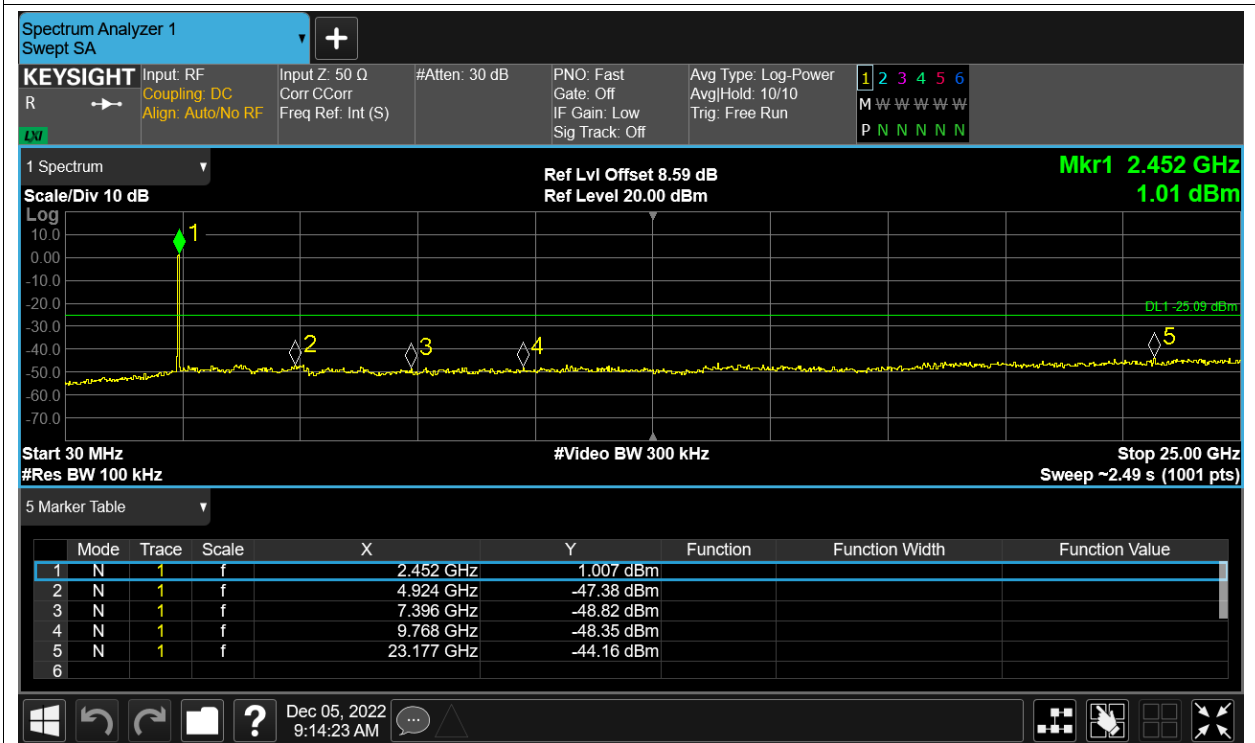 Spectrum Analyzer 1
Swept SA
KEYSIGHT
R
LXI
Input: RF
Coupling: DC
Align: Auto/No RF
Input Z: 50 Ω
Corr CCorr
Freq Ref: Int (S)
#Atten: 30 dB
PNO: Fast
Gate: Off
IF Gain: Low
Sig Track: Off
Avg Type: Log-Power
Avg|Hold: 10/10
Trig: Free Run
1 2 3 4 5 6
M W W W W W
P N N N N N
1 Spectrum
Scale/Div 10 dB
Ref Lvl Offset 8.59 dB
Ref Level 20.00 dBm
Mkr1 2.452 GHz
1.01 dBm
Log
10.0
0.00
-10.0
-20.0
-30.0
-40.0
-50.0
-60.0
-70.0
1
2
3
4
5
DL1 -25.09 dBm
Start 30 MHz
#Res BW 100 kHz
#Video BW 300 kHz
Stop 25.00 GHz
Sweep ~2.49 s (1001 pts)
5 Marker Table
Mode Trace Scale X Y Function Function Width Function Value
1 N 1 f 2.452 GHz 1.007 dBm
2 N 1 f 4.924 GHz -47.38 dBm
3 N 1 f 7.396 GHz -48.82 dBm
4 N 1 f 9.768 GHz -48.35 dBm
5 N 1 f 23.177 GHz -44.16 dBm
6
?
Dec 05, 2022
9:14:23 AM